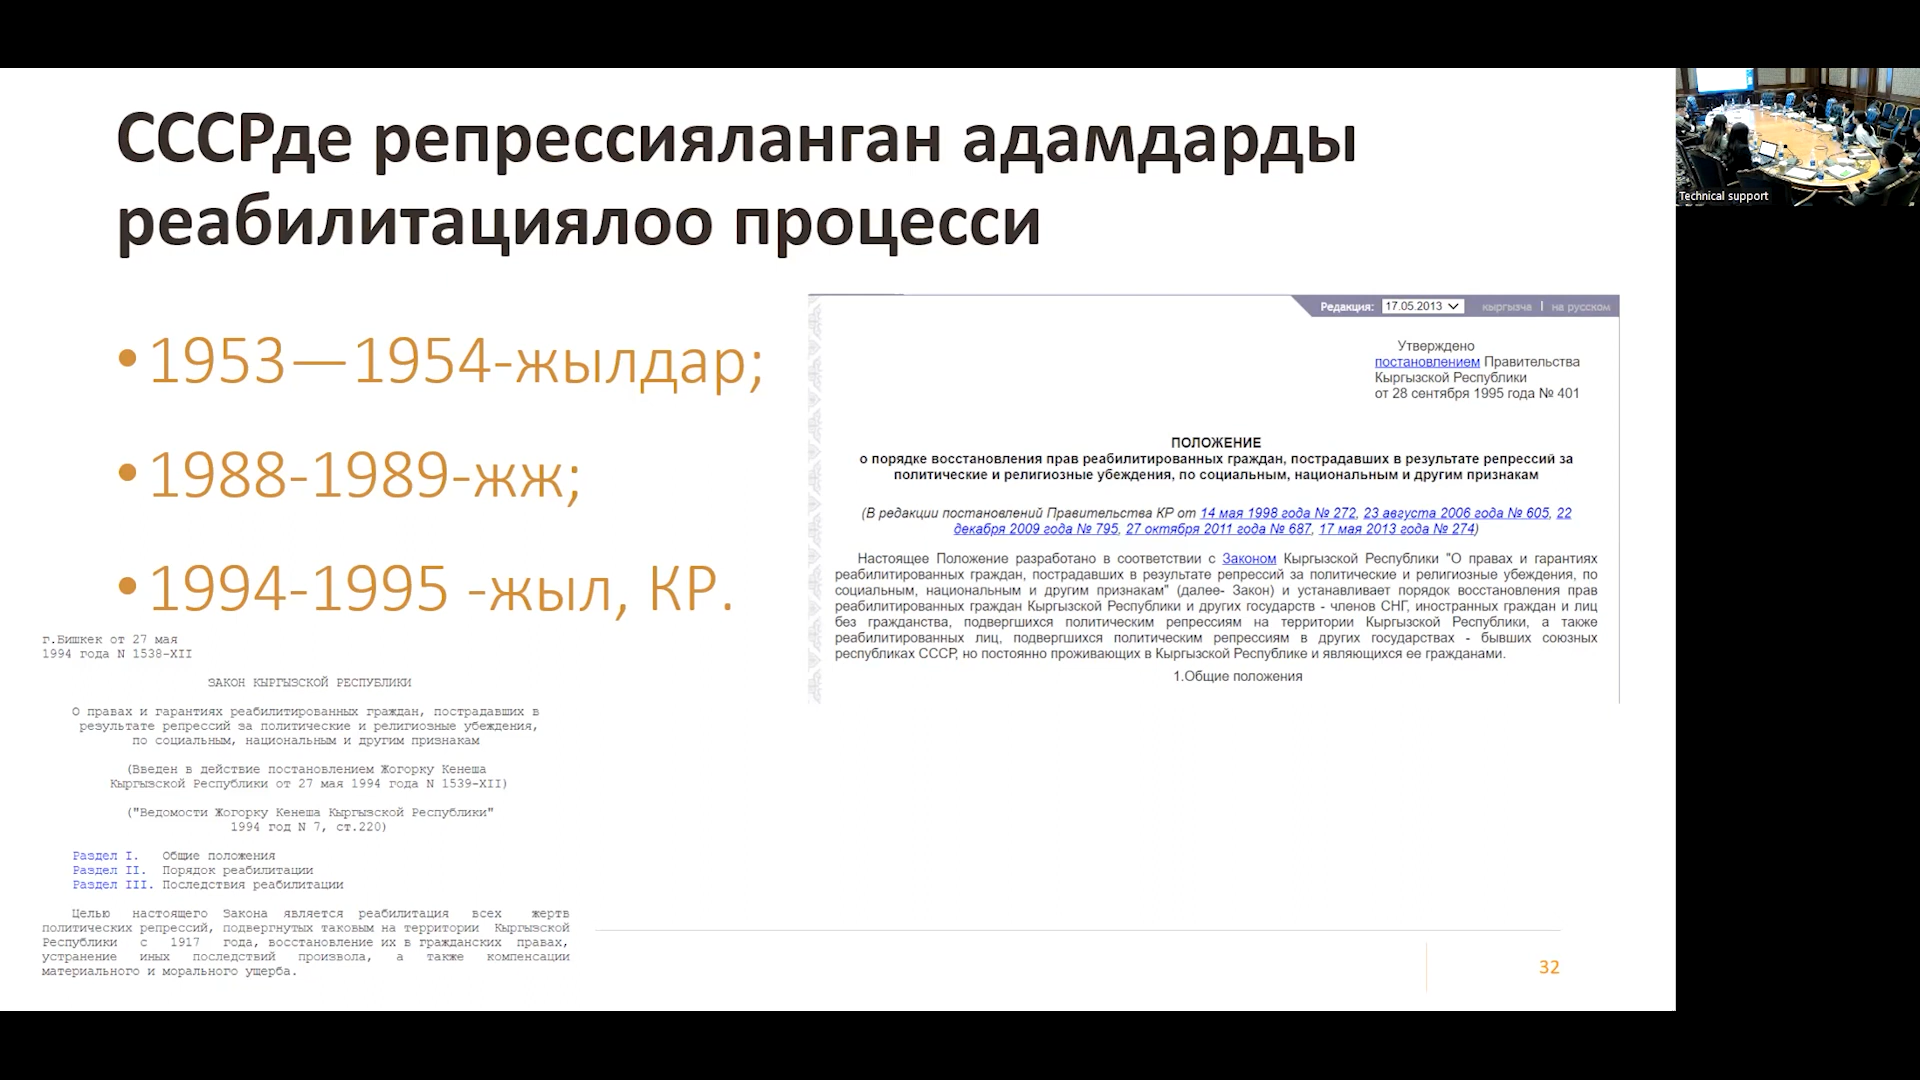 СССРде репрессияланган адамдарды
реабилитациялоо процесси
•1953—1954-жылдар;
•1988-1989-жж;
•1994-1995 -жыл, КР.
г.Бишкек от 27 мая
1994 года N 1538-XII
ЗАКОН КЫРГЫЗСКОЙ РЕСПУБЛИКИ
О правах и гарантиях реабилитированных граждан, пострадавших в
результате репрессий за политические и религиозные убеждения,
по социальным, национальным и другим признакам
(Введен в действие постановлением Жогорку Кенеша
Кыргызской Республики от 27 мая 1994 года N 1539-XII)
("Ведомости Жогорку Кенеша Кыргызской Республики"
1994 год N 7, ст.220)
Раздел I. Общие положения
Раздел II. Порядок реабилитации
Раздел III. Последствия реабилитации
Целью настоящего Закона является реабилитация всех жертв
политических репрессий, подвергнутых таковым на территории Кыргызской
Республики с 1917 года, восстановление их в гражданских правах,
устранение иных последствий произвола, а также компенсации
материального и морального ущерба.
Редакция: 17.05.2013 кыргызча | на русском
Утверждено
постановлением Правительства
Кыргызской Республики
от 28 сентября 1995 года № 401
ПОЛОЖЕНИЕ
о порядке восстановления прав реабилитированных граждан, пострадавших в результате репрессий за
политические и религиозные убеждения, по социальным, национальным и другим признакам
(В редакции постановлений Правительства КР от 14 мая 1998 года № 272, 23 августа 2006 года № 605, 22
декабря 2009 года № 795, 27 октября 2011 года № 687, 17 мая 2013 года № 274)
Настоящее Положение разработано в соответствии с Законом Кыргызской Республики "О правах и гарантиях
реабилитированных граждан, пострадавших в результате репрессий за политические и религиозные убеждения, по
социальным, национальным и другим признакам" (далее- Закон) и устанавливает порядок восстановления прав
реабилитированных граждан Кыргызской Республики и других государств - членов СНГ, иностранных граждан и лиц
без гражданства, подвергшихся политическим репрессиям на территории Кыргызской Республики, а также
реабилитированных лиц, подвергшихся политическим репрессиям в других государствах - бывших союзных
республиках СССР, но постоянно проживающих в Кыргызской Республике и являющихся ее гражданами.
1.Общие положения
32
Technical support